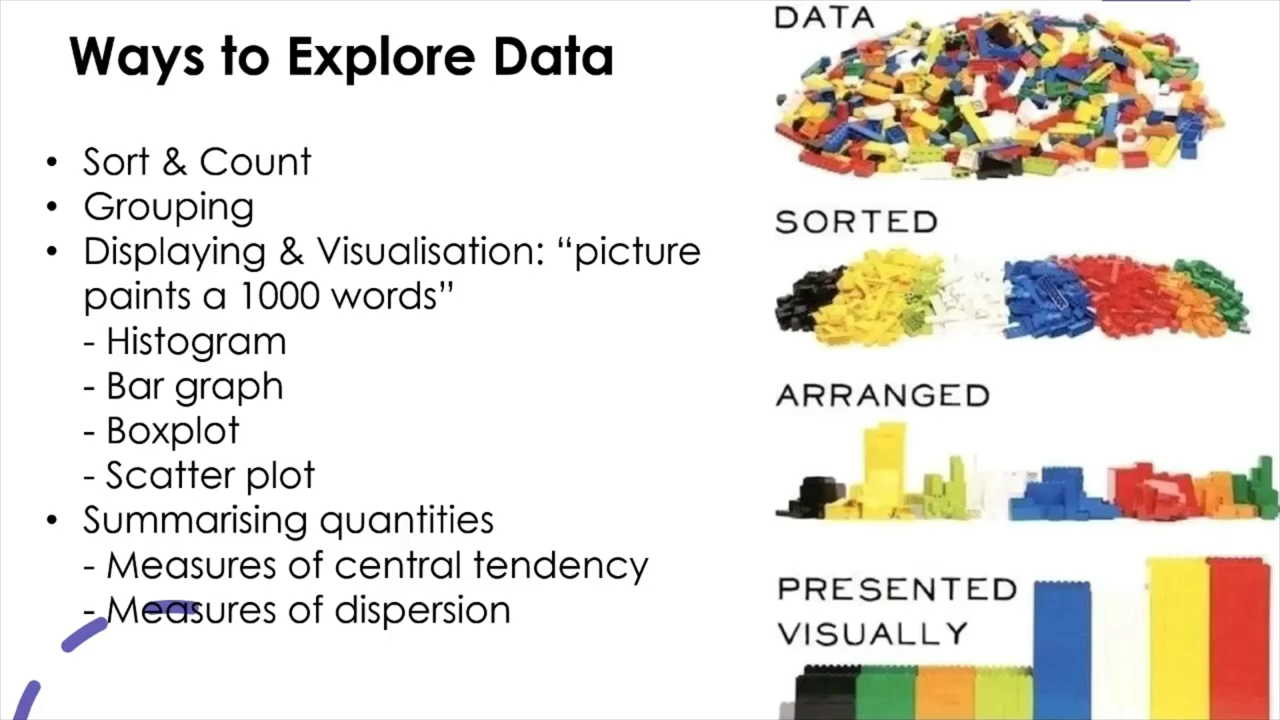 Ways to Explore Data
• Sort & Count
• Grouping
• Displaying & Visualisation: “picture
paints a 1000 words”
- Histogram
- Bar graph
- Boxplot
- Scatter plot
• Summarising quantities
- Measures of central tendency
- Measures of dispersion
DATA
SORTED
ARRANGED
PRESENTED
VISUALLY